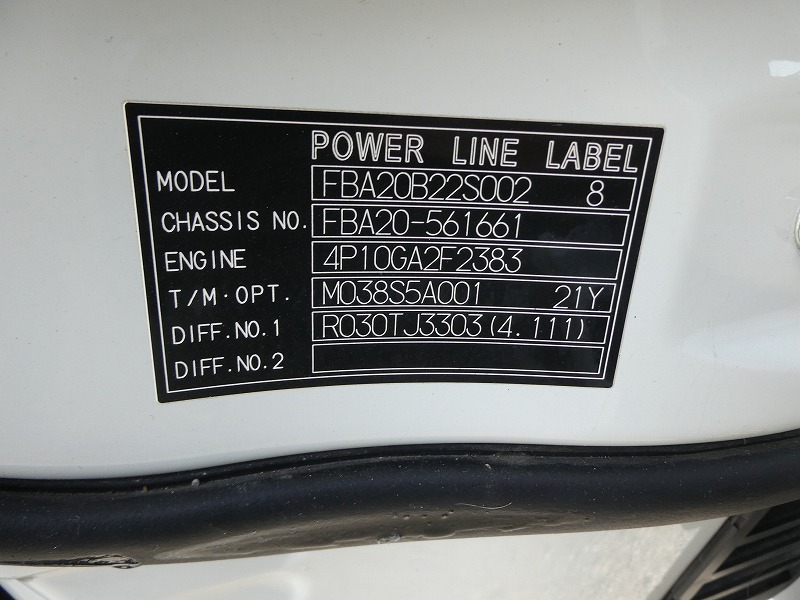 POWER LINE LABEL
MODEL FBA20B22S002 8
CHASSIS NO. FBA20-561661
ENGINE 4P10GA2F2383
T/M·OPT. M038S5A001 21Y
DIFF.NO.1 R030TJ3303(4.111)
DIFF.NO.2